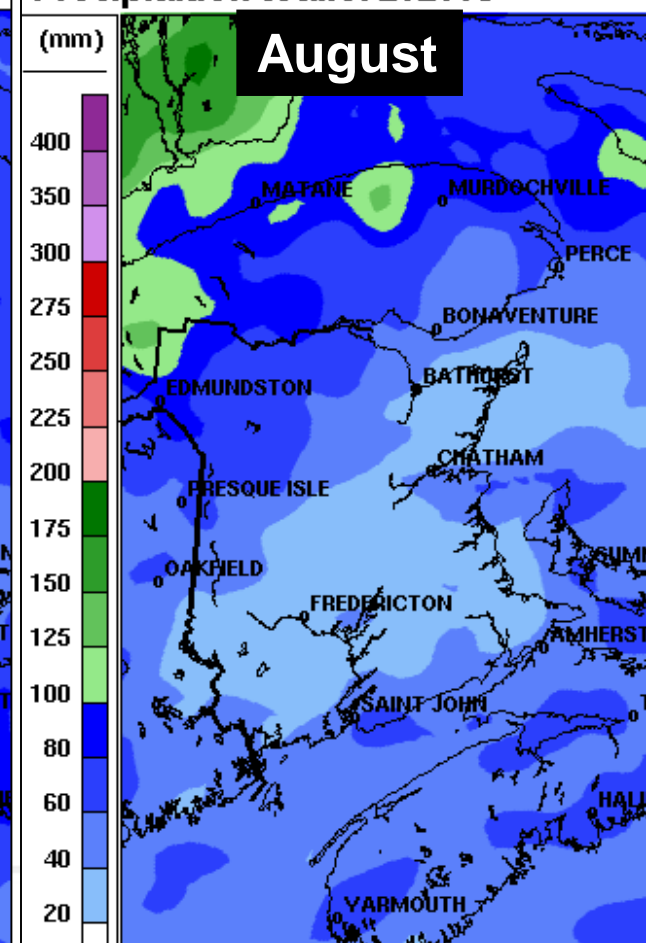 (mm)
August
400
350
300
275
250
225
200
175
150
125
100
80
60
40
20
MATANE
MURDOCHVILLE
PERCE
BONAVENTURE
BATHURST
EDMUNDSTON
CHATHAM
PRESQUE ISLE
OAKFIELD
FREDERICTON
AMHERST
SAINT JOHN
YARMOUTH